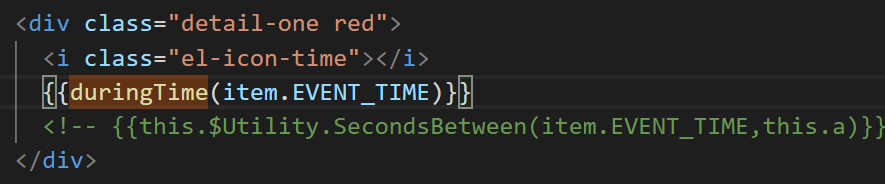 <div class="detail-one red">
<i class="el-icon-time"></i>
{{duringTime(item.EVENT_TIME)}}
<!-- {{this.$Utility.SecondsBetween(item.EVENT_TIME,this.a)}}
</div>